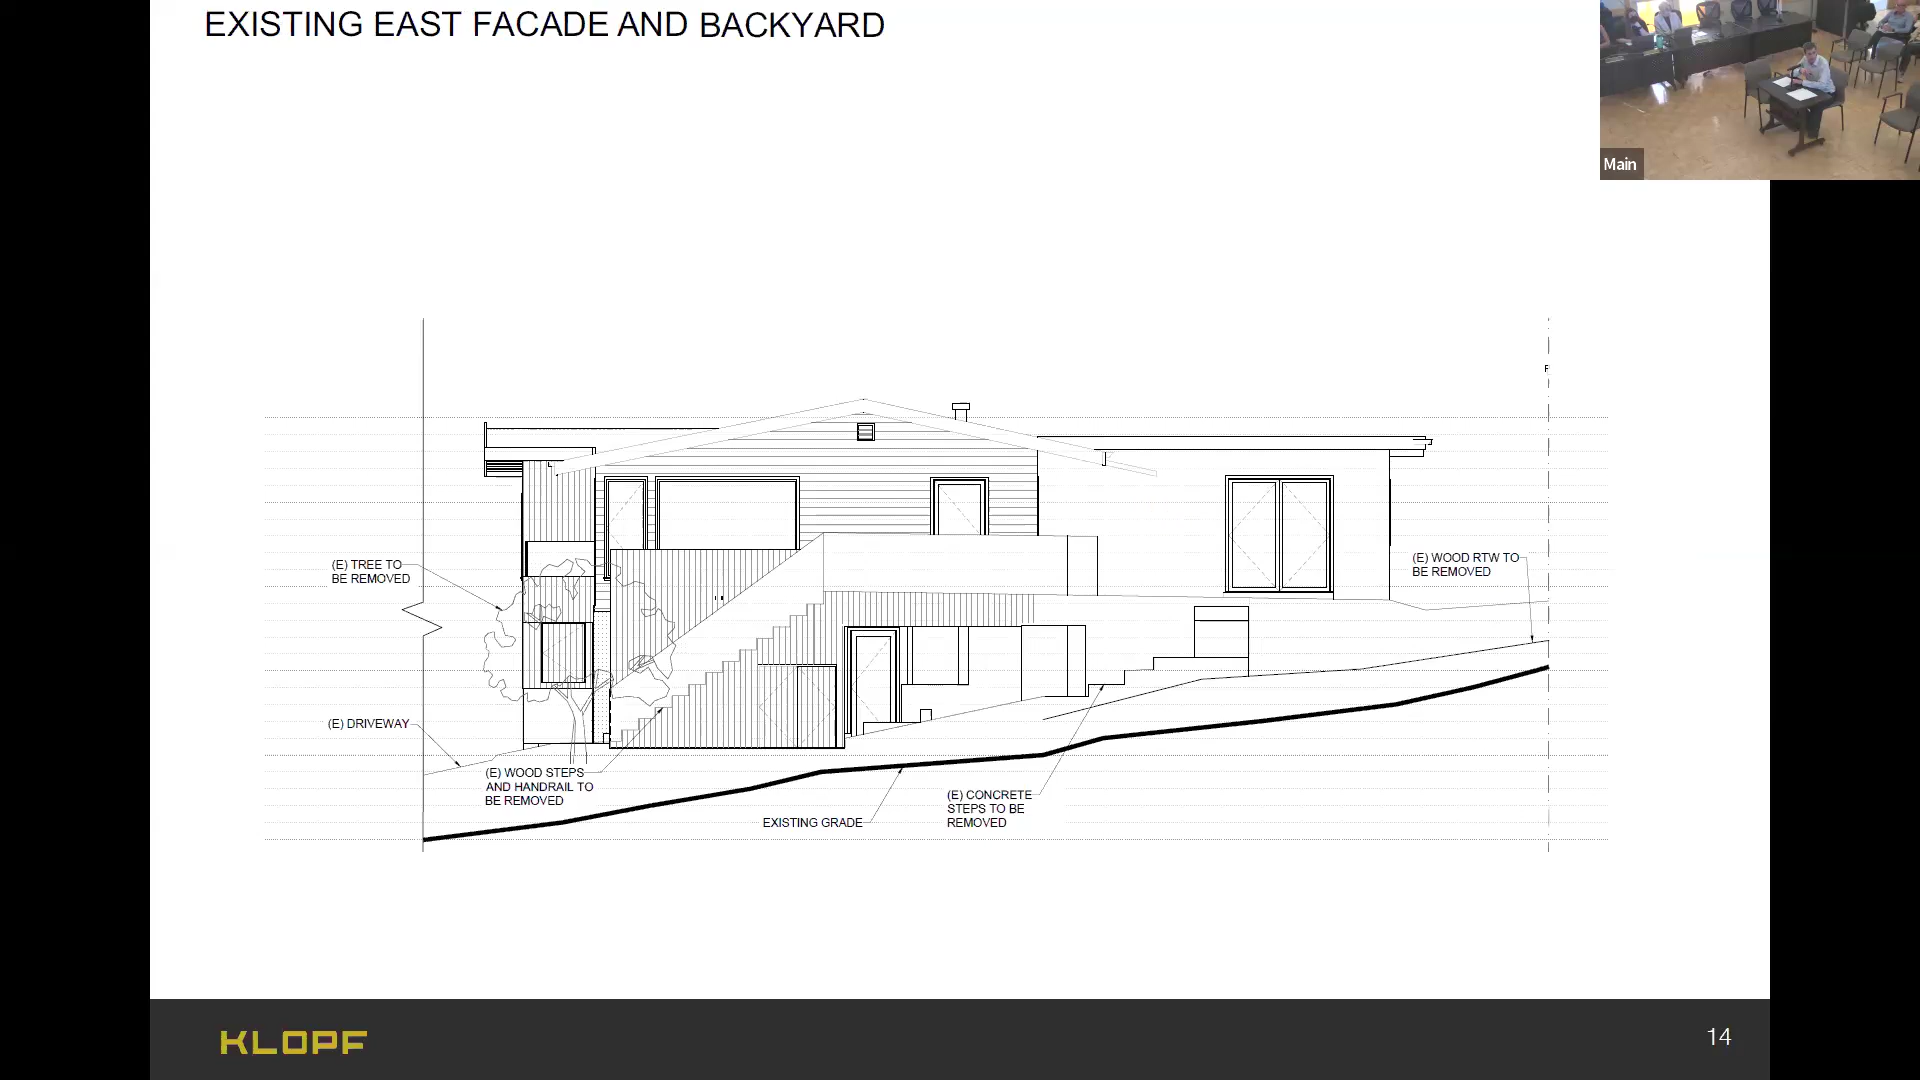 EXISTING EAST FACADE AND BACKYARD
Main
F
(E) TREE TO
BE REMOVED
(E) WOOD RTW TO
BE REMOVED
(E) DRIVEWAY
(E) WOOD STEPS
AND HANDRAIL TO
BE REMOVED
EXISTING GRADE
(E) CONCRETE
STEPS TO BE
REMOVED
KLOPF
14